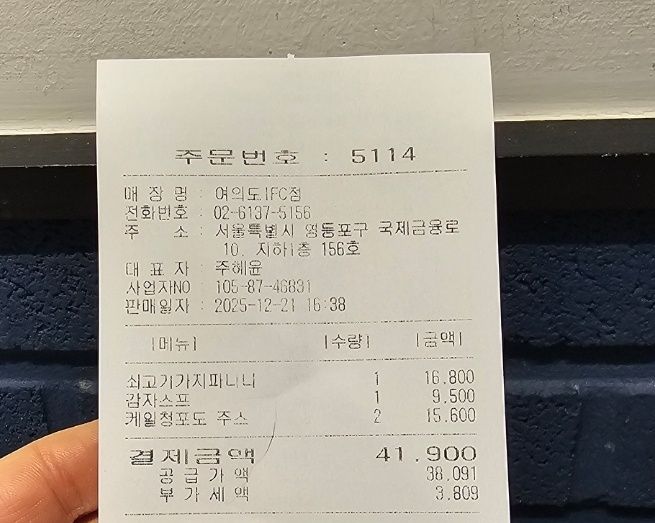 주문번호 : 5114
매 장 명 : 여의도IFC점
전화번호 : 02-6137-5156
주 소 : 서울특별시 영등포구 국제금융로
10, 지하1층 156호
대 표 자 : 주혜윤
사업자NO : 105-87-46831
판매일자 : 2025-12-21 16:38
[메뉴] [수량] [금액]
쇠고기가지파니니 1 16,800
감자스프 1 9,500
케일청포도 주스 2 15,600
결제금액 41,900
공 급 가 액 38,091
부 가 세 액 3,809